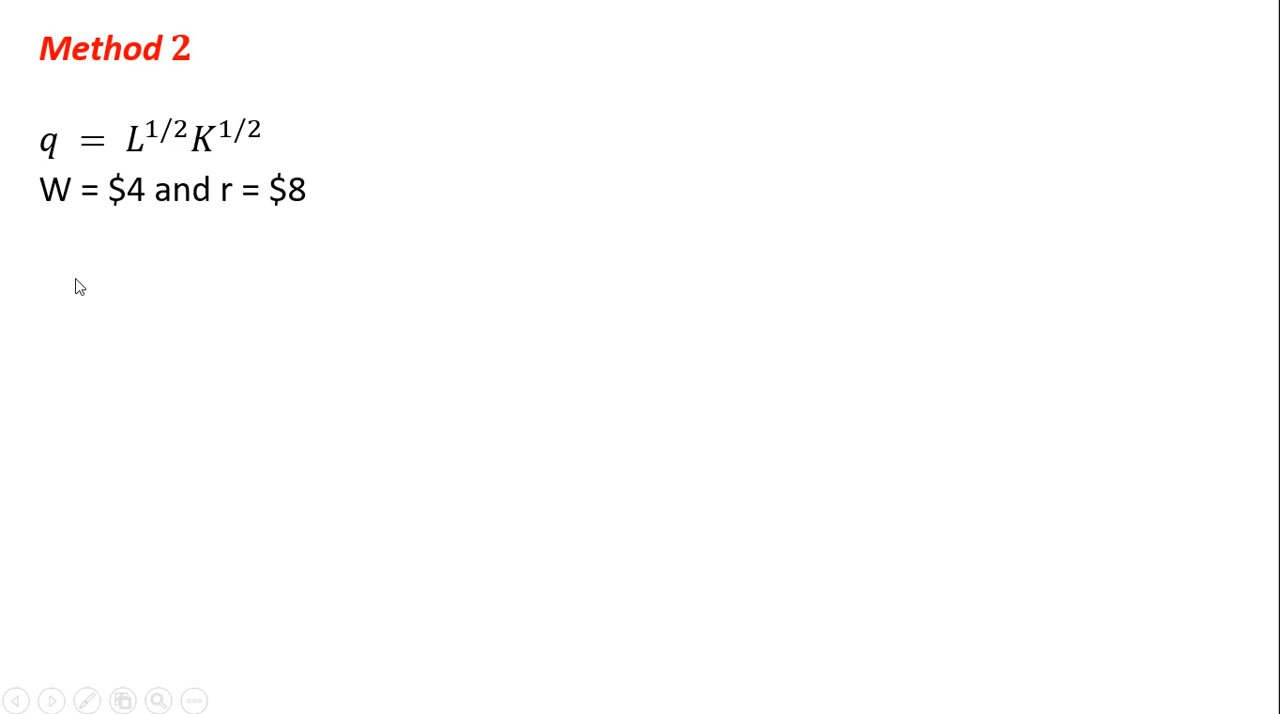 Method 2
q = L^{1/2}K^{1/2}
W = $4 and r = $8